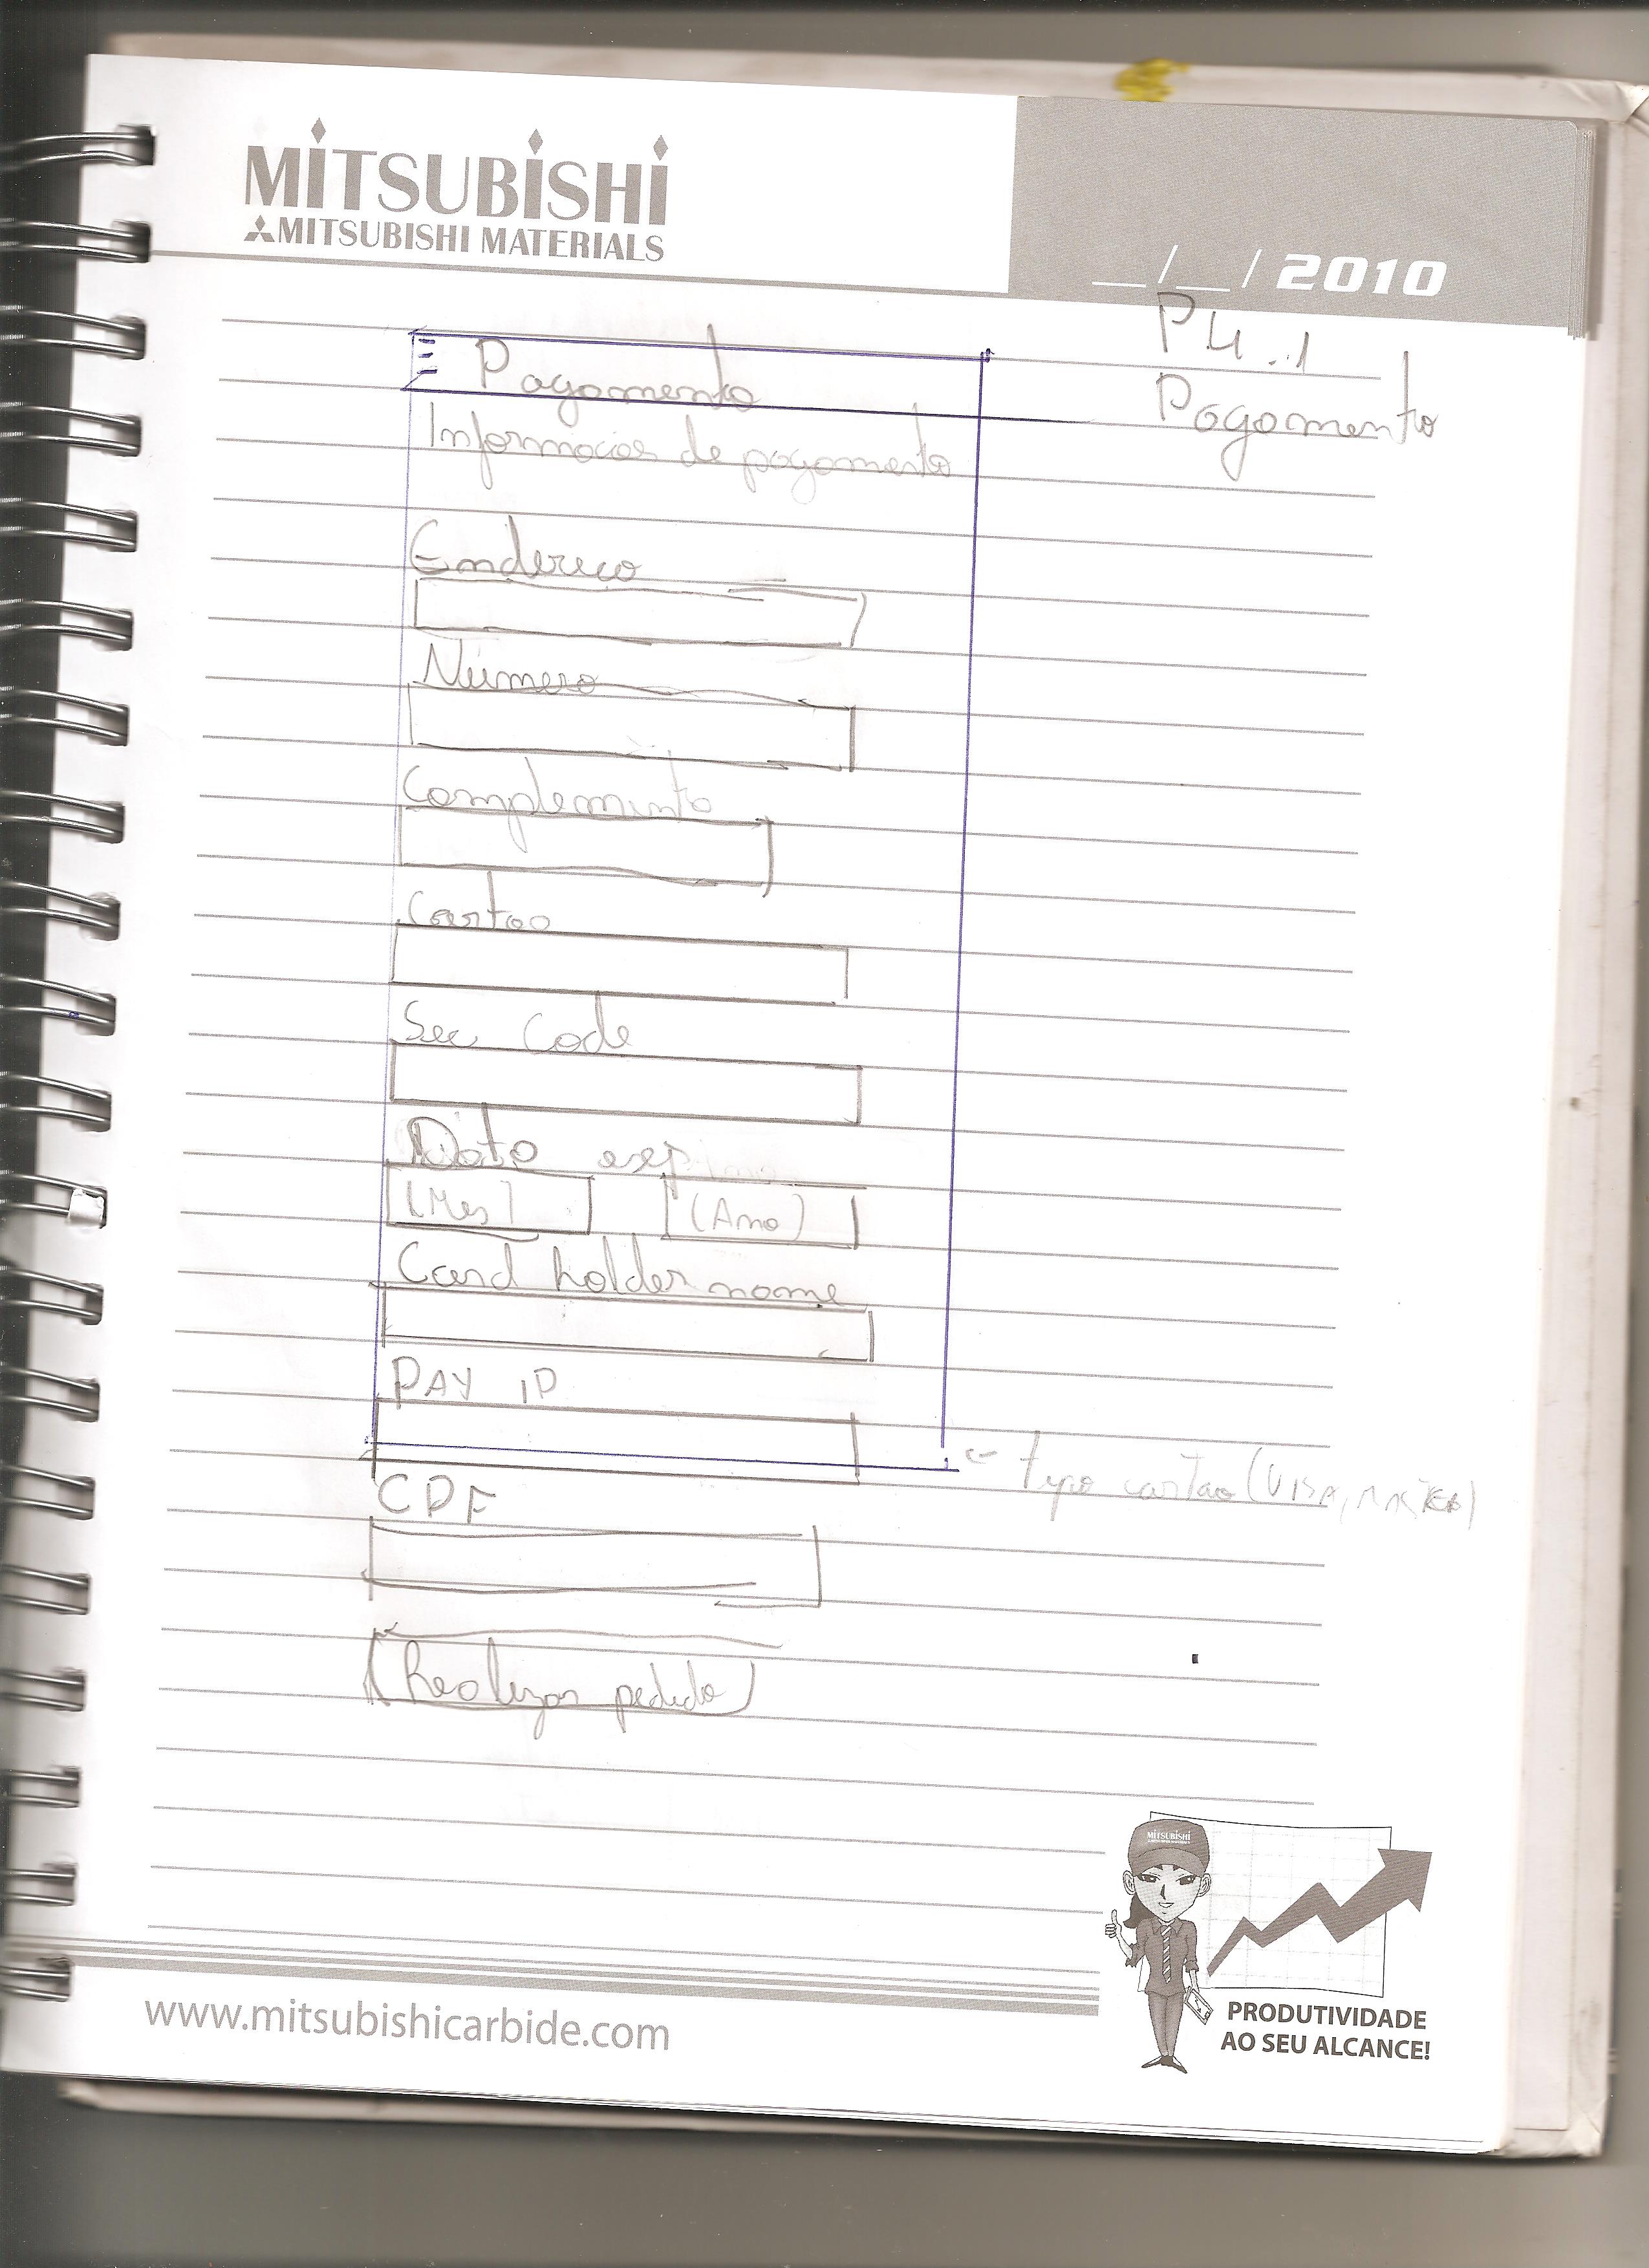 MITSUBISHI
MITSUBISHI MATERIALS
__/__/2010
P4.1
Pagamento
Pagamento
Informacoes de pagamento
Endereco
Número
Complemento
Cartao
Sec Code
Data exp
[Mes] (Ano)
Card holder name
PAY ID
← tipo cartao (VISA, MASTER)
CPF
Realizar pedido
MITSUBISHI
www.mitsubishicarbide.com
PRODUTIVIDADE
AO SEU ALCANCE!